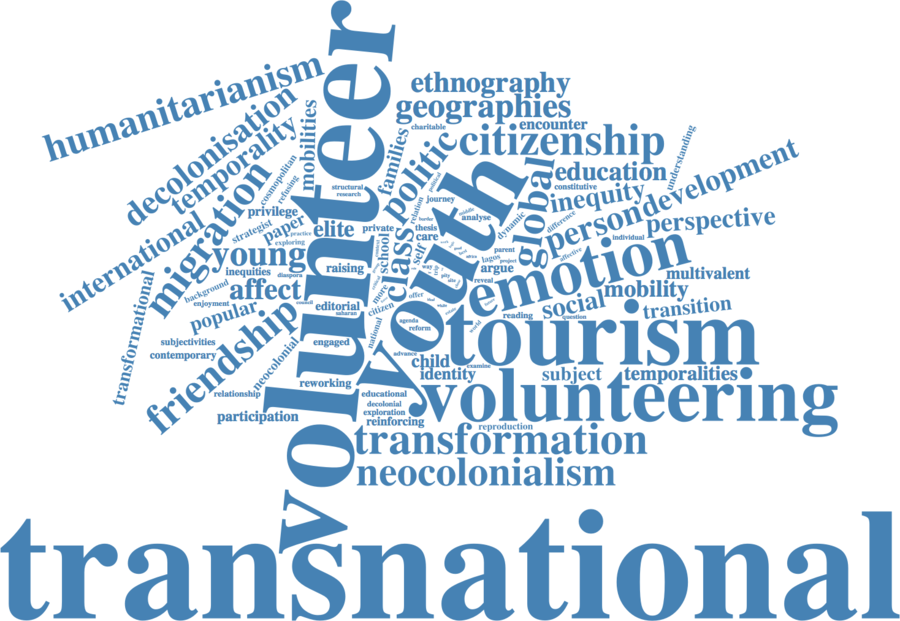 volunteer
humanitarianism
ethnography
geographies
decolonisation
mobilities
families
charitable
encounter
citizenship
temporality
cosmopolitan
refusing
structural
research
politic
political
understanding
education
constitutive
migration
privilege
strategist
paper
practice
exploring
elite
private
journey
relation
youth
global
inequity
development
person
perspective
international
young
inequities
diaspora
raising
school
class
self
thesis
care
analyse
dynamic
difference
individual
affective
emotion
parent
lagos
project
argue
reveal
way
multivalent
transformational
background
enjoyment
affect
popular
editorial
more
citizen
offer
reading
question
social
mobility
transition
subjectivities
contemporary
friendship
neocolonial
engaged
national
agenda
reform
advance
tourism
child
examine
identity
subject
temporalities
relationship
reworking
educational
decolonial
exploration
participation
reinforcing
reproduction
volunteering
transformation
neocolonialism
transnational